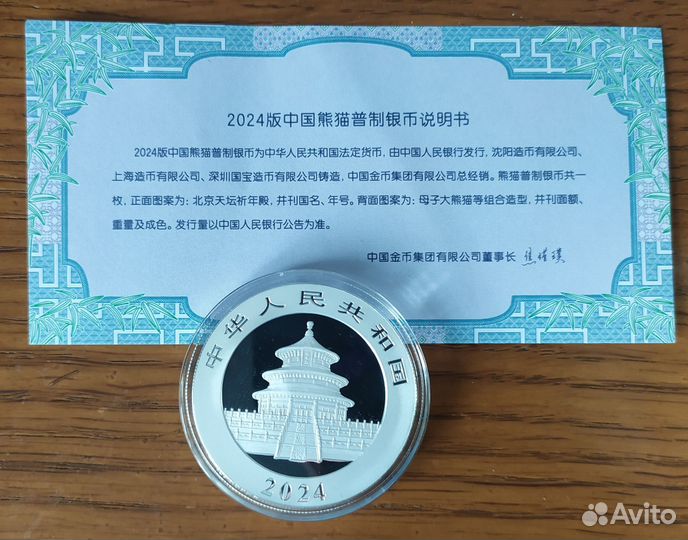 2024版中国熊猫普制银币说明书
2024版中国熊猫普制银币为中华人民共和国法定货币，由中国人民银行发行，沈阳造币有限公司、
上海造币有限公司、深圳国宝造币有限公司铸造，中国金币集团有限公司总经销。熊猫普制银币共一
枚，正面图案为：北京天坛祈年殿，并刊国名、年号。背面图案为：母子大熊猫等组合造型，并刊面额、
重量及成色。发行量以中国人民银行公告为准。
中国金币集团有限公司董事长
中华人民共和国
2024
Avito